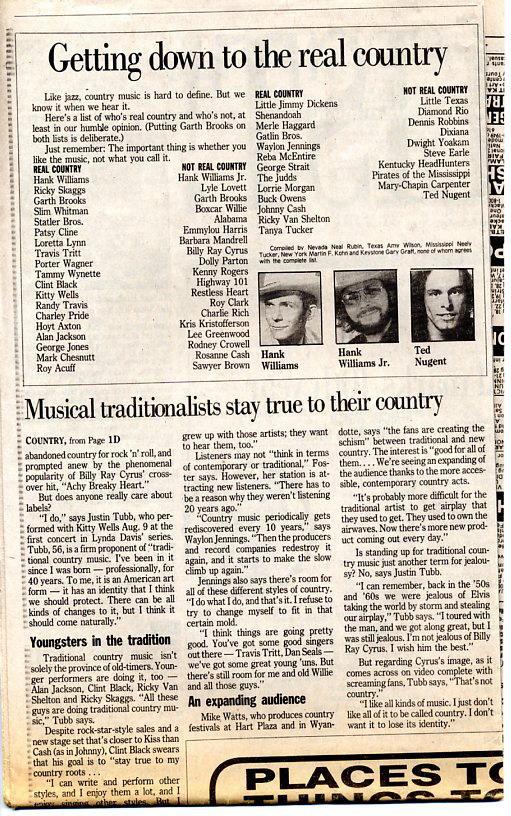 Getting down to the real country
Like jazz, country music is hard to define. But we
know it when we hear it.
Here's a list of who's real country and who's not, at
least in our humble opinion. (Putting Garth Brooks on
both lists is deliberate.)
Just remember: The important thing is whether you
like the music, not what you call it.
REAL COUNTRY
Hank Williams
Ricky Skaggs
Garth Brooks
Slim Whitman
Statler Bros.
Patsy Cline
Loretta Lynn
Travis Tritt
Porter Wagner
Tammy Wynette
Clint Black
Kitty Wells
Randy Travis
Charley Pride
Hoyt Axton
Alan Jackson
George Jones
Mark Chesnutt
Roy Acuff
NOT REAL COUNTRY
Hank Williams Jr.
Lyle Lovett
Garth Brooks
Boxcar Willie
Alabama
Emmylou Harris
Barbara Mandrell
Billy Ray Cyrus
Dolly Parton
Kenny Rogers
Highway 101
Restless Heart
Roy Clark
Charlie Rich
Kris Kristofferson
Lee Greenwood
Rodney Crowell
Rosanne Cash
Sawyer Brown
REAL COUNTRY
Little Jimmy Dickens
Shenandoah
Merle Haggard
Gatlin Bros.
Waylon Jennings
Reba McEntire
George Strait
The Judds
Lorrie Morgan
Buck Owens
Johnny Cash
Ricky Van Shelton
Tanya Tucker
NOT REAL COUNTRY
Little Texas
Diamond Rio
Dennis Robbins
Dixiana
Dwight Yoakam
Steve Earle
Kentucky HeadHunters
Pirates of the Mississippi
Mary-Chapin Carpenter
Ted Nugent
Compiled by Nevada Neal Rubin, Texas Amy Wilson, Mississippi Neely
Tucker, New York Martin F. Kohn and Keystone Gary Graff, none of whom agrees
with the complete list.
Hank
Williams
Hank
Williams Jr.
Ted
Nugent
Musical traditionalists stay true to their country
COUNTRY, from Page 1D
abandoned country for rock 'n' roll, and
prompted anew by the phenomenal
popularity of Billy Ray Cyrus' cross-
over hit, "Achy Breaky Heart."
But does anyone really care about
labels?
"I do," says Justin Tubb, who per-
formed with Kitty Wells Aug. 9 at the
first concert in Lynda Davis' series.
Tubb, 56, is a firm proponent of "tradi-
tional country music. I've been in it
since I was born — professionally, for
40 years. To me, it is an American art
form — it has an identity that I think
we should protect. There can be all
kinds of changes to it, but I think it
should come naturally."
Youngsters in the tradition
Traditional country music isn't
solely the province of old-timers. Youn-
ger performers are doing it, too —
Alan Jackson, Clint Black, Ricky Van
Shelton and Ricky Skaggs. "All these
guys are doing traditional country mu-
sic," Tubb says.
Despite rock-star-style sales and a
new stage set that's closer to Kiss than
Cash (as in Johnny), Clint Black swears
that his goal is to "stay true to my
country roots . . .
"I can write and perform other
styles, and I enjoy them a lot, and I
enjoy singing other styles. But I
grew up with those artists; they want
to hear them, too."
Listeners may not "think in terms
of contemporary or traditional," Fos-
ter says. However, her station is at-
tracting new listeners. "There has to
be a reason why they weren't listening
20 years ago."
"Country music periodically gets
rediscovered every 10 years," says
Waylon Jennings. "Then the producers
and record companies redestroy it
again, and it starts to make the slow
climb up again."
Jennings also says there's room for
all of these different styles of country.
"I do what I do, and that's it. I refuse to
try to change myself to fit in that
certain mold.
"I think things are going pretty
good. You've got some good singers
out there — Travis Tritt, Dan Seals —
we've got some great young 'uns. But
there's still room for me and old Willie
and all those guys."
An expanding audience
Mike Watts, who produces country
festivals at Hart Plaza and in Wyan-
dotte, says "the fans are creating the
schism" between traditional and new
country. The interest is "good for all of
them. . . . We're seeing an expanding of
the audience thanks to the more acces-
sible, contemporary country acts.
"It's probably more difficult for the
traditional artist to get airplay that
they used to get. They used to own the
airwaves. Now there's more new prod-
uct coming out every day."
Is standing up for traditional coun-
try music just another term for jealou-
sy? No, says Justin Tubb.
"I can remember, back in the '50s
and '60s we were jealous of Elvis
taking the world by storm and stealing
our airplay," Tubb says. "I toured with
the man, and we got along great, but I
was still jealous. I'm not jealous of Billy
Ray Cyrus. I wish him the best."
But regarding Cyrus's image, as it
comes across on video complete with
screaming fans, Tubb says, "That's not
country."
"I like all kinds of music. I just don't
like all of it to be called country. I don't
want it to lose its identity."
PLACES TO
THINGS TO